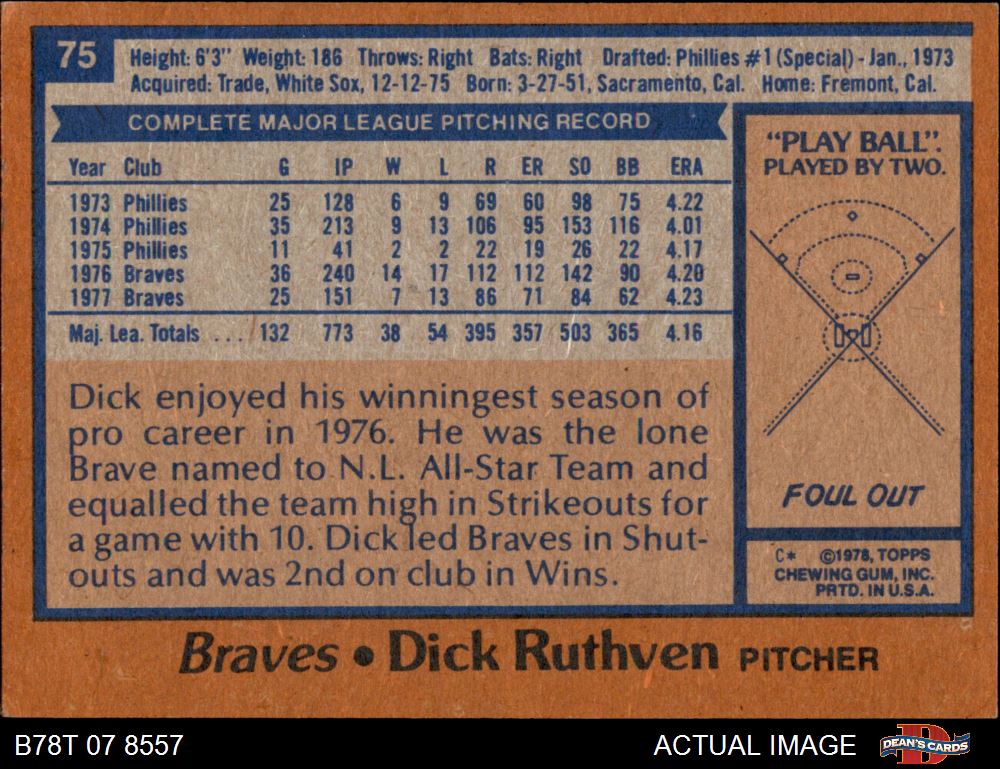 75
Height: 6'3" Weight: 186 Throws: Right Bats: Right Drafted: Phillies #1 (Special) - Jan., 1973
Acquired: Trade, White Sox, 12-12-75 Born: 3-27-51, Sacramento, Cal. Home: Fremont, Cal.
COMPLETE MAJOR LEAGUE PITCHING RECORD
Year Club G IP W L R ER SO BB ERA
1973 Phillies 25 128 6 9 69 60 98 75 4.22
1974 Phillies 35 213 9 13 106 95 153 116 4.01
1975 Phillies 11 41 2 2 22 19 26 22 4.17
1976 Braves 36 240 14 17 112 112 142 90 4.20
1977 Braves 25 151 7 13 86 71 84 62 4.23
Maj. Lea. Totals ... 132 773 38 54 395 357 503 365 4.16
Dick enjoyed his winningest season of
pro career in 1976. He was the lone
Brave named to N.L. All-Star Team and
equalled the team high in Strikeouts for
a game with 10. Dick led Braves in Shut-
outs and was 2nd on club in Wins.
"PLAY BALL".
PLAYED BY TWO.
FOUL OUT
C* ©1978, TOPPS
CHEWING GUM, INC.
PRTD. IN U.S.A.
Braves • Dick Ruthven PITCHER
B78T 07 8557
ACTUAL IMAGE
DEAN'S CARDS